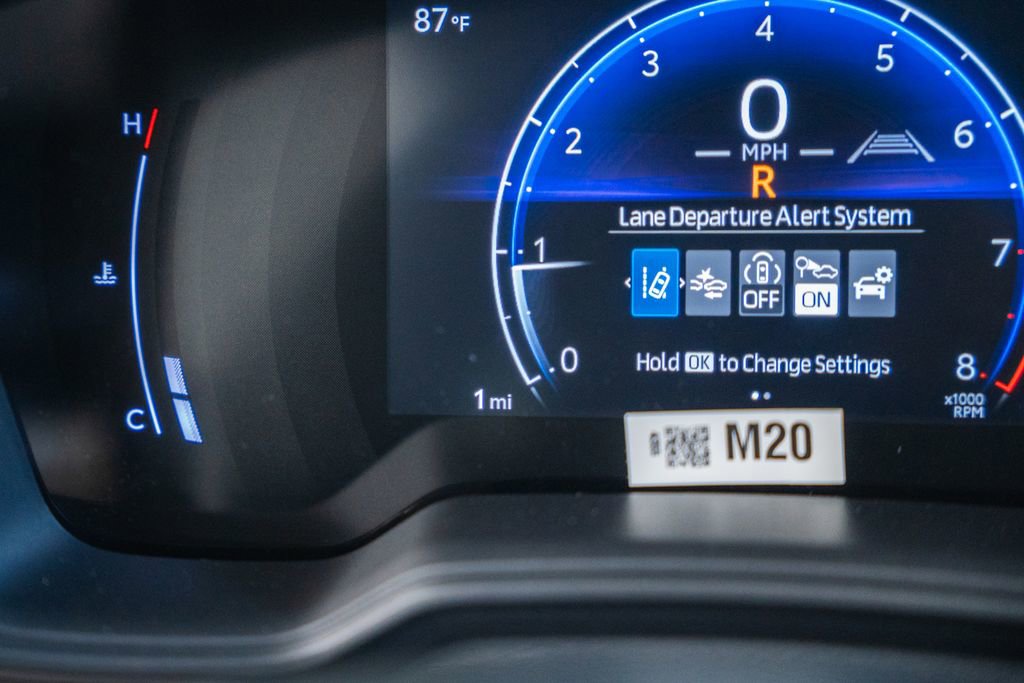 87°F
H
C
0
1
2
3
4
5
6
7
8
x1000
RPM
0
MPH
R
Lane Departure Alert System
OFF
ON
Hold OK to Change Settings
1 mi
M20